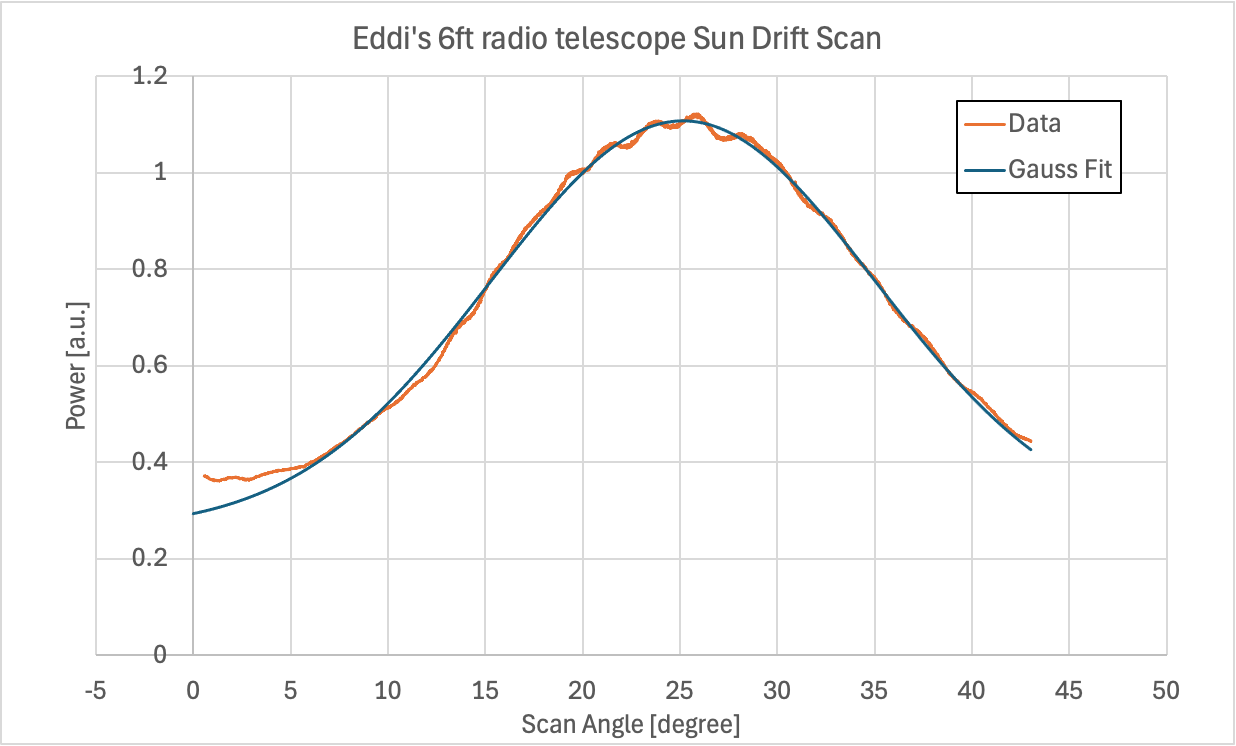 Eddi's 6ft radio telescope Sun Drift Scan
1.2
1
0.8
0.6
0.4
0.2
0
Power [a.u.]
Data
Gauss Fit
-5 0 5 10 15 20 25 30 35 40 45 50
Scan Angle [degree]